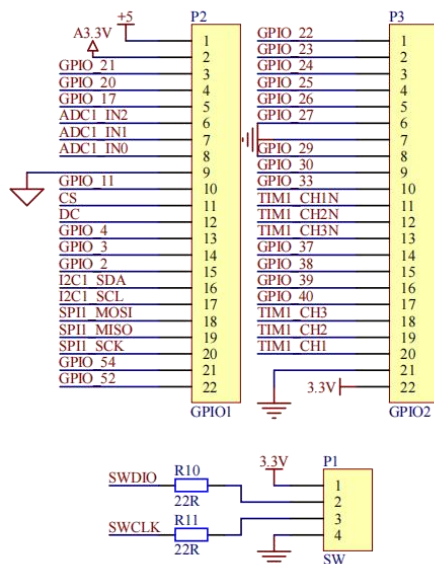 +5 P2
A3.3V 1
2
GPIO_21 3
GPIO_20 4
GPIO_17 5
ADC1_IN2 6
ADC1_IN1 7
ADC1_IN0 8
9
GPIO_11 10
CS 11
DC 12
GPIO_4 13
GPIO_3 14
GPIO_2 15
I2C1_SDA 16
I2C1_SCL 17
SPI1_MOSI 18
SPI1_MISO 19
SPI1_SCK 20
GPIO_54 21
GPIO_52 22
GPIO1
P3
GPIO_22 1
GPIO_23 2
GPIO_24 3
GPIO_25 4
GPIO_26 5
GPIO_27 6
7
GPIO_29 8
GPIO_30 9
GPIO_33 10
TIM1_CH1N 11
TIM1_CH2N 12
TIM1_CH3N 13
GPIO_37 14
GPIO_38 15
GPIO_39 16
GPIO_40 17
TIM1_CH3 18
TIM1_CH2 19
TIM1_CH1 20
21
3.3V 22
GPIO2
3.3V P1
SWDIO R10 1
22R 2
SWCLK R11 3
22R 4
SW